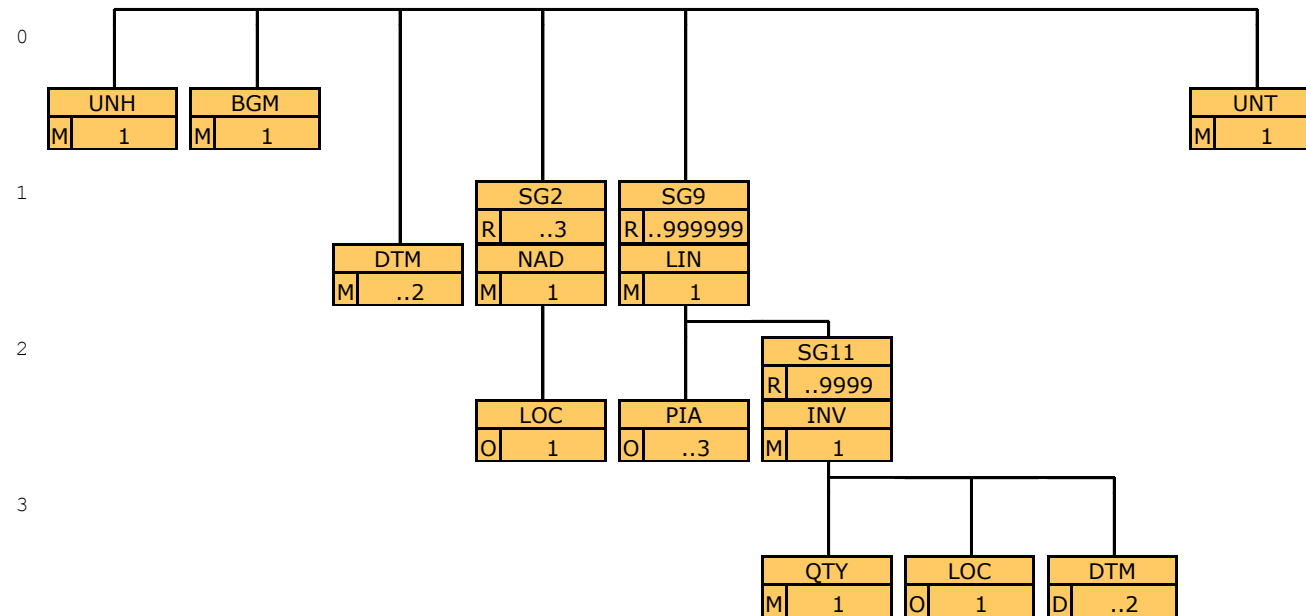 0
UNH BGM UNT
M 1 M 1 M 1
1
SG2 SG9
R ..3 R ..999999
DTM NAD LIN
M ..2 M 1 M 1
2
SG11
R ..9999
LOC PIA INV
O 1 O ..3 M 1
3
QTY LOC DTM
M 1 O 1 D ..2